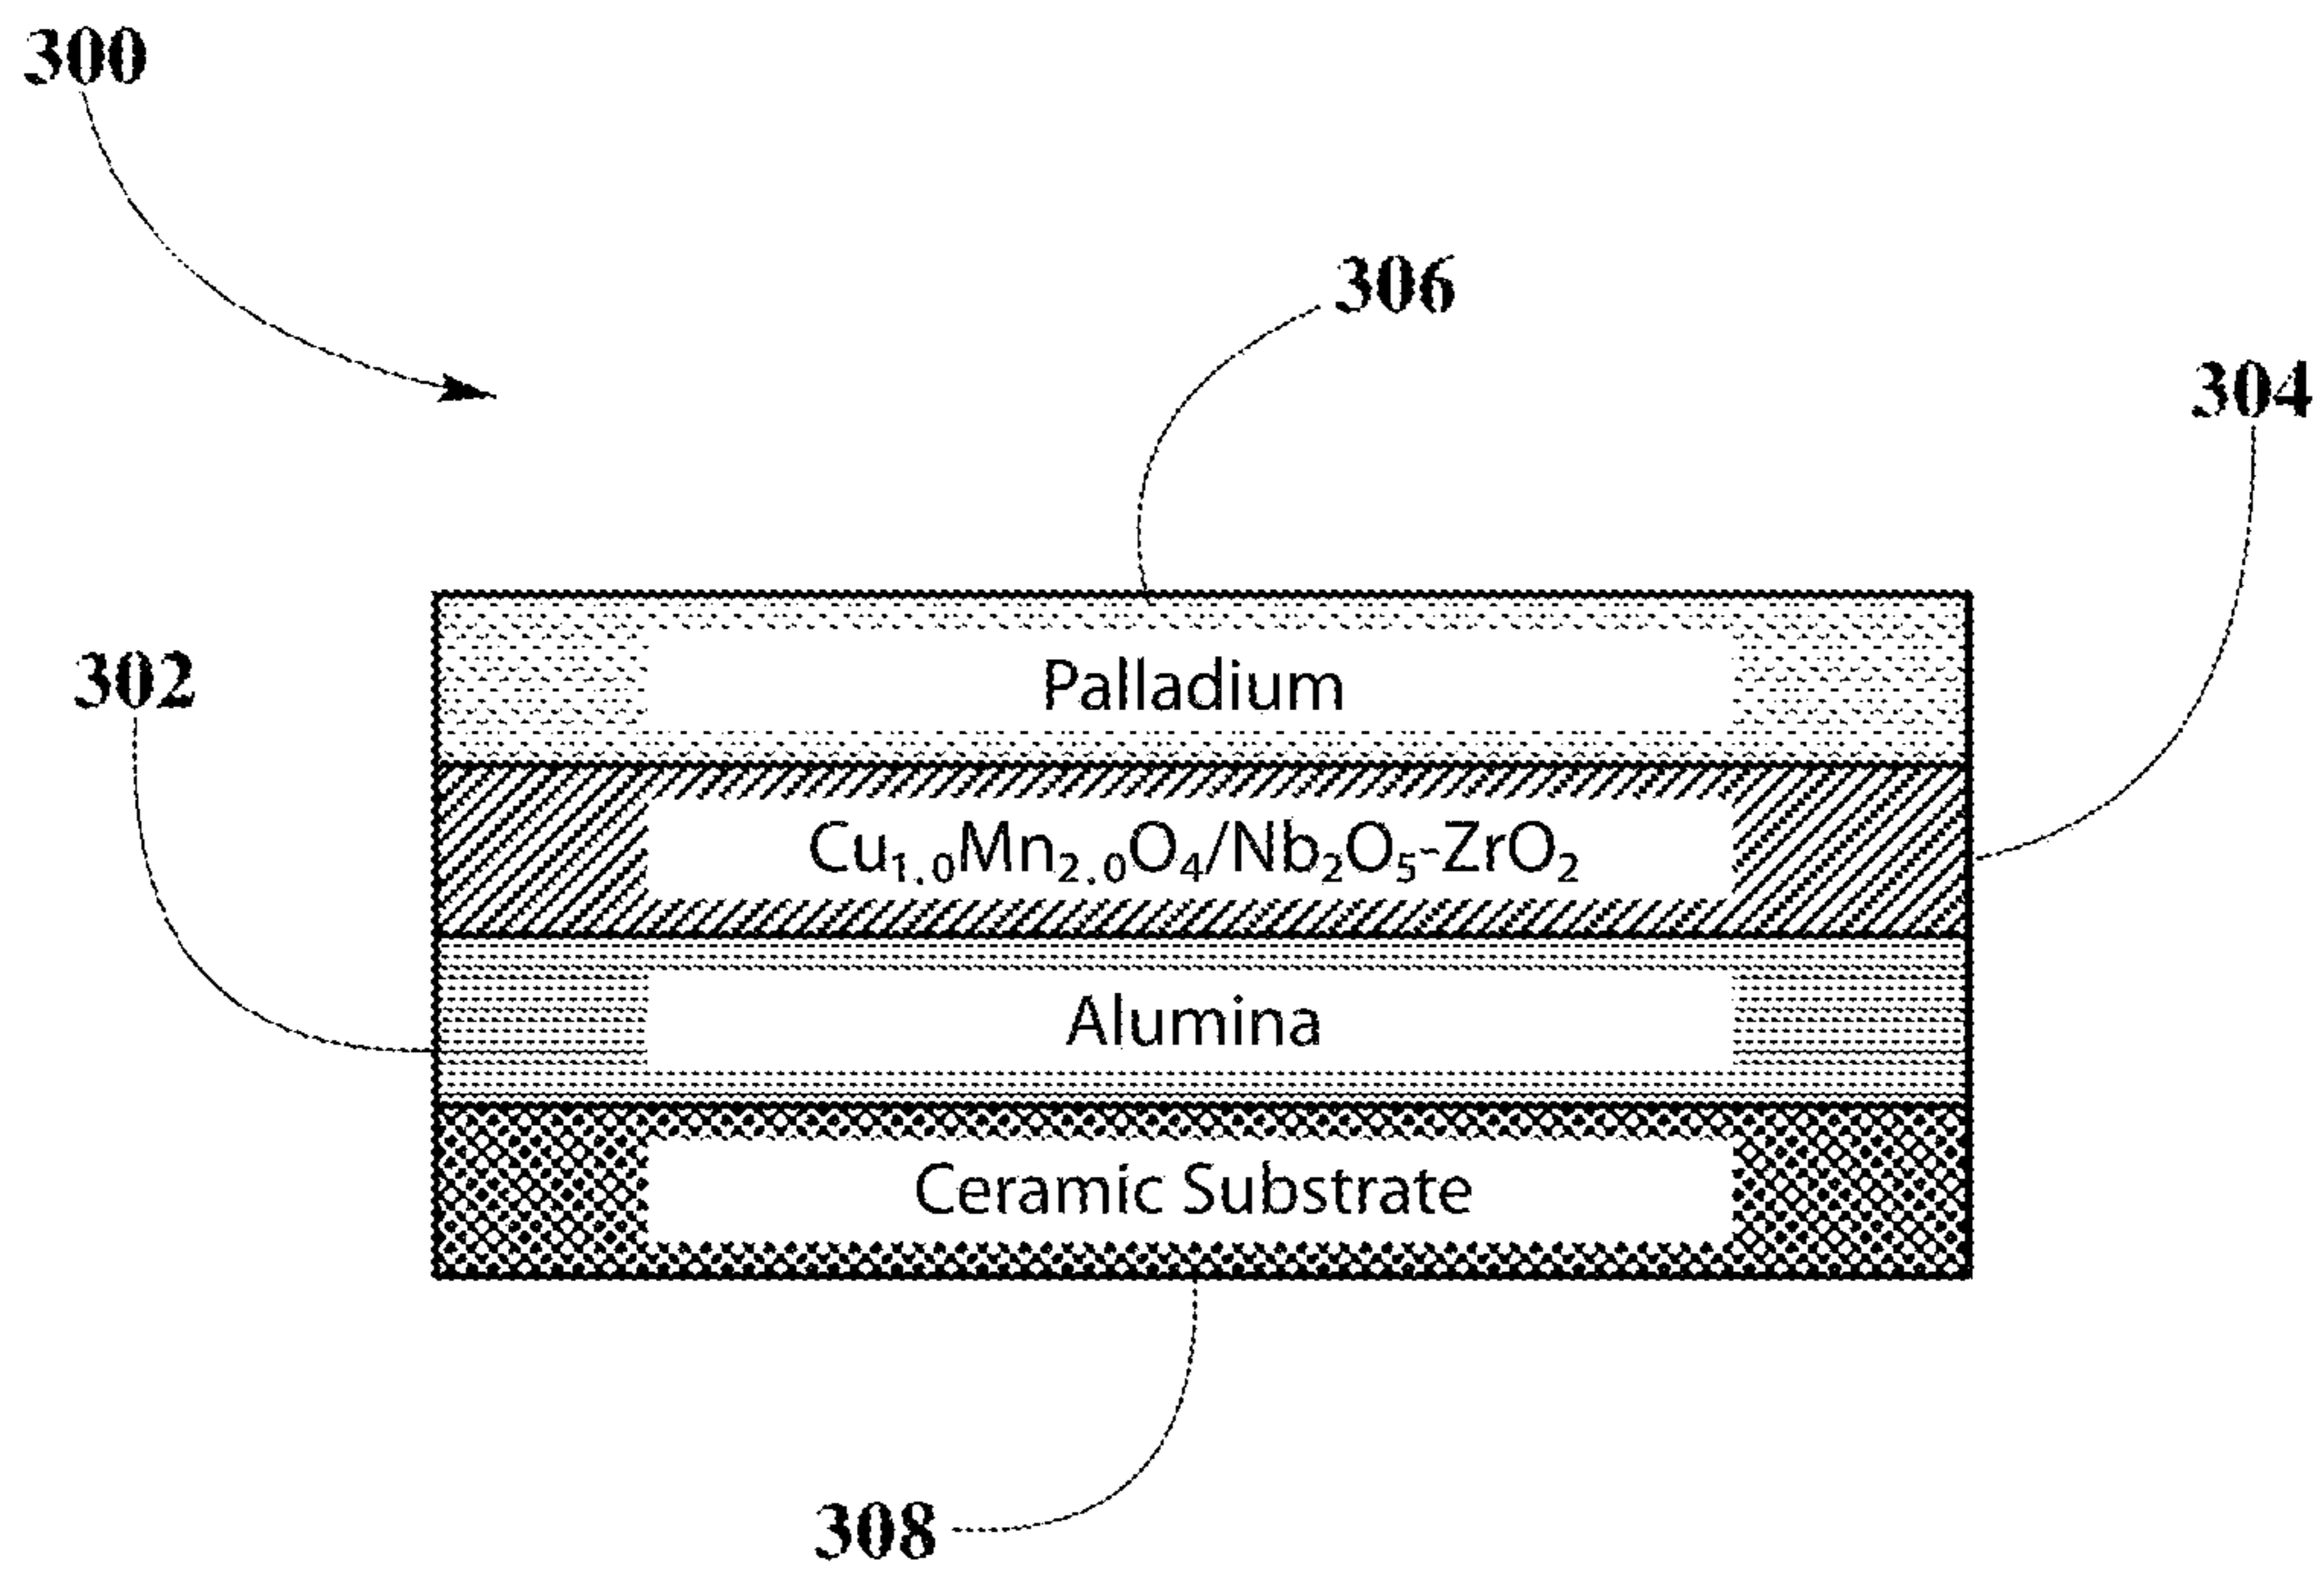 300
306
304
302
Palladium
Cu₁.₀Mn₂.₀O₄/Nb₂O₅-ZrO₂
Alumina
Ceramic Substrate
308